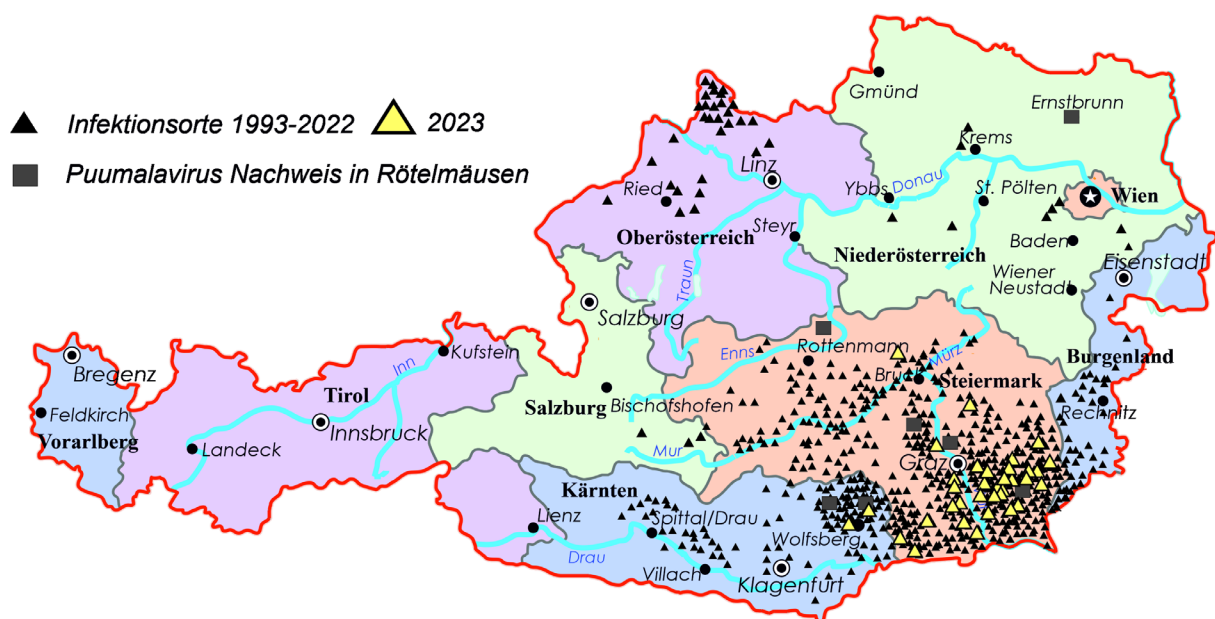 Infektionsorte 1993-2022
2023
Puumalavirus Nachweis in Rötelmäusen
Gmünd
Ernstbrunn
Krems
Linz
Ried
Ybbs
Donau
St. Pölten
Wien
Steyr
Oberösterreich
Niederösterreich
Baden
Eisenstadt
Wiener
Neustadt
Traun
Salzburg
Enns
Rottenmann
Mürz
Bruck
Steiermark
Burgenland
Rechnitz
Kufstein
Bregenz
Inn
Tirol
Feldkirch
Vorarlberg
Innsbruck
Landeck
Salzburg
Bischofshofen
Mur
Graz
Kärnten
Lienz
Spittal/Drau
Wolfsberg
Drau
Villach
Klagenfurt